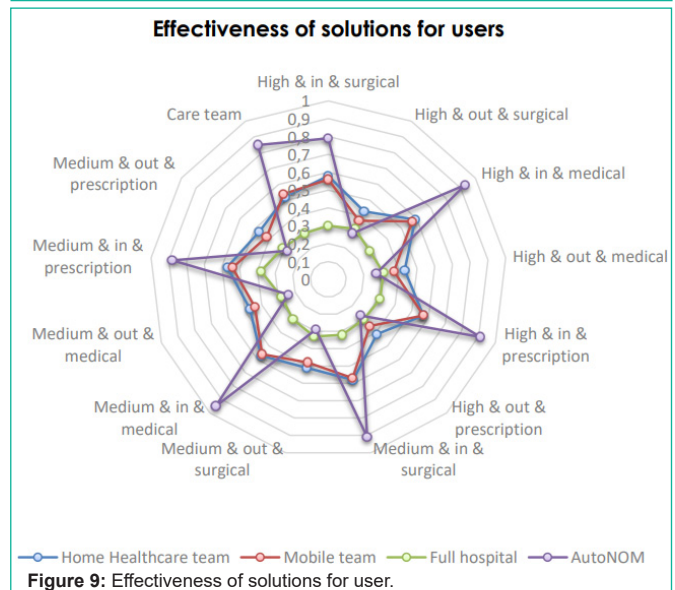 Effectiveness of solutions for users
High & in & surgical
High & out & surgical
High & in & medical
High & out & medical
High & in &
prescription
High & out &
prescription
Medium & in &
surgical
Medium & out &
surgical
Medium & in &
medical
Medium & out &
medical
Medium & in &
prescription
Medium & out &
prescription
Care team
1
0,9
0,8
0,7
0,6
0,5
0,4
0,3
0,2
0,1
0
Home Healthcare team Mobile team Full hospital AutoNOM
Figure 9: Effectiveness of solutions for user.